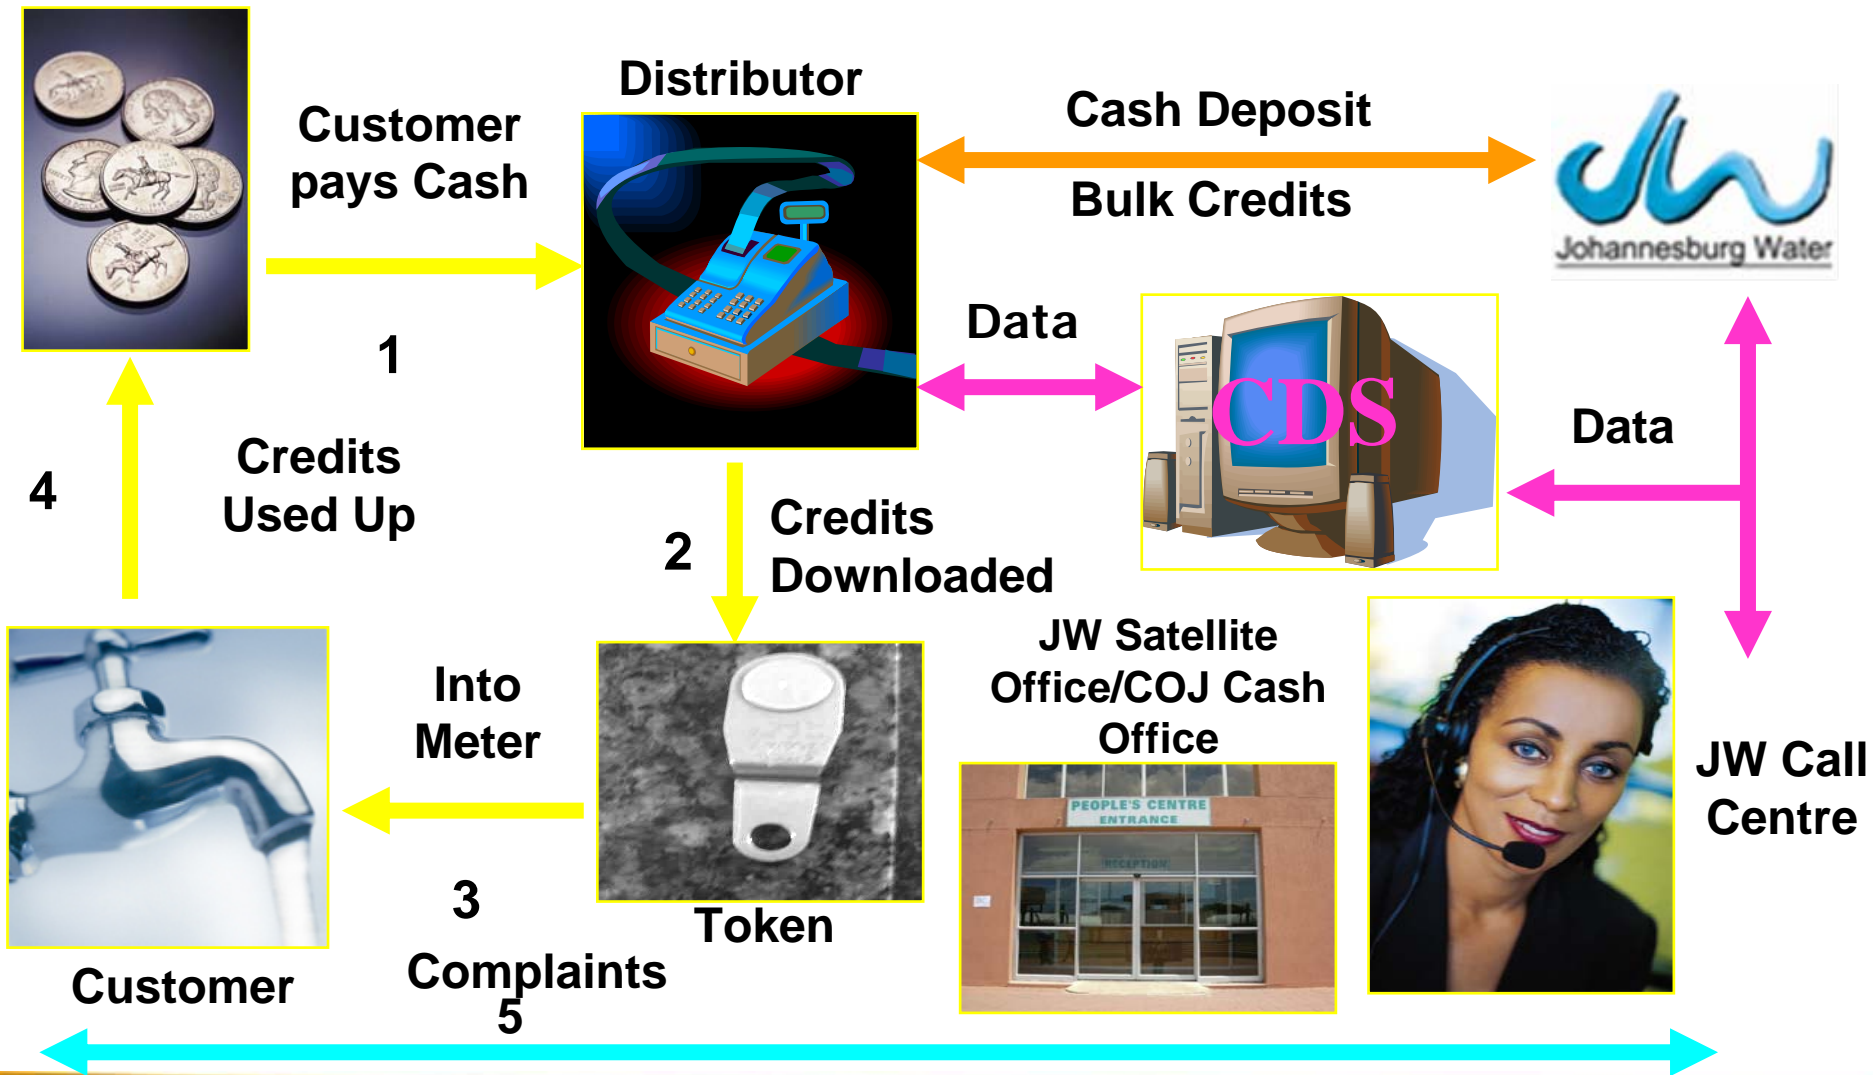 Distributor
Customer
pays Cash
Cash Deposit
Bulk Credits
Johannesburg Water
1
Data
CDS
Data
4
Credits
Used Up
2
Credits
Downloaded
JW Satellite
Office/COJ Cash
Office
Into
Meter
PEOPLE'S CENTRE
ENTRANCE
RECEPTION
JW Call
Centre
3
Token
Customer
Complaints
5